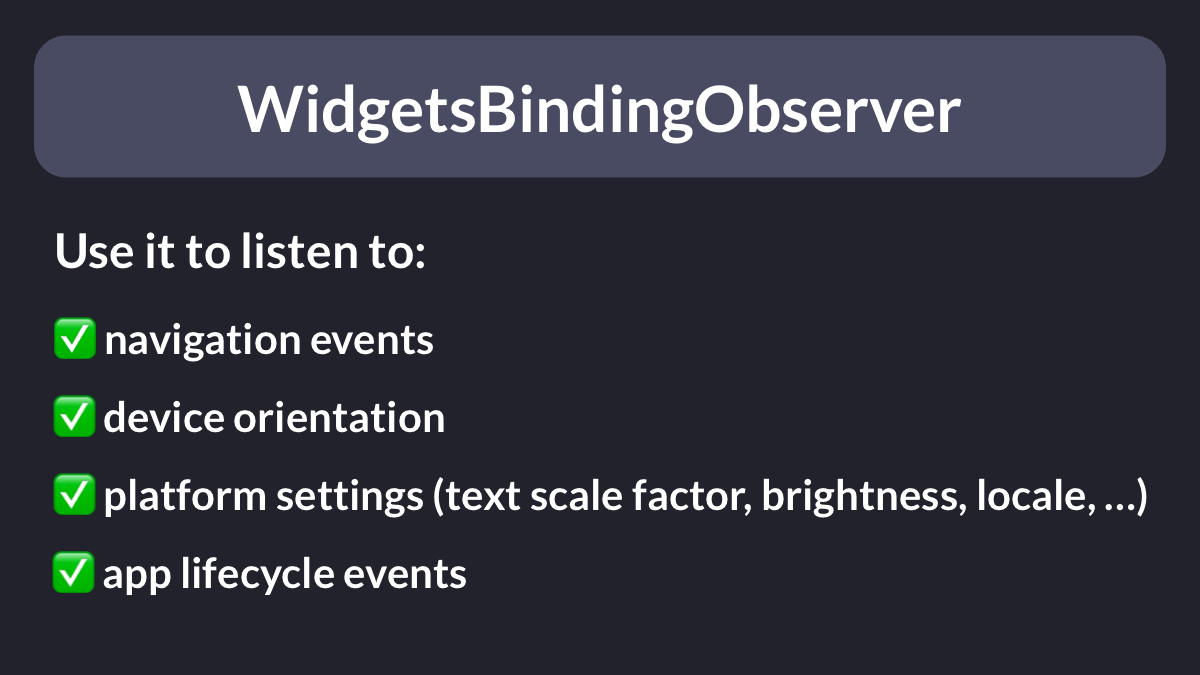 WidgetsBindingObserver
Use it to listen to:
✅ navigation events
✅ device orientation
✅ platform settings (text scale factor, brightness, locale, ...)
✅ app lifecycle events